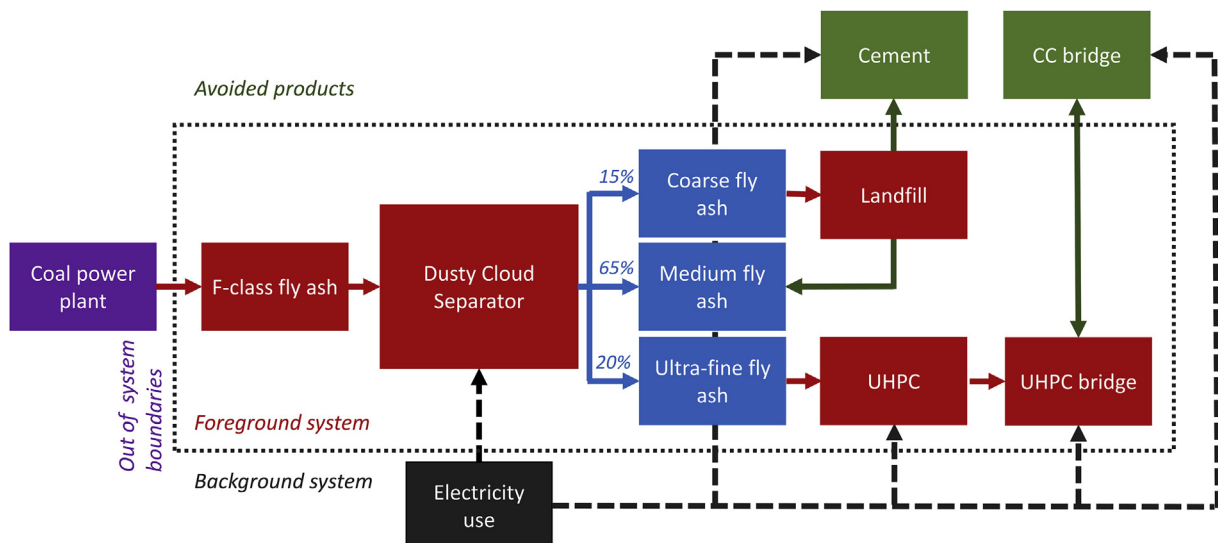 Cement
CC bridge
Avoided products
15%
Coarse fly
ash
Landfill
Coal power
plant
F-class fly ash
Dusty Cloud
Separator
65%
Medium fly
ash
20%
Ultra-fine fly
ash
UHPC
UHPC bridge
Out of system
boundaries
Foreground system
Background system
Electricity
use